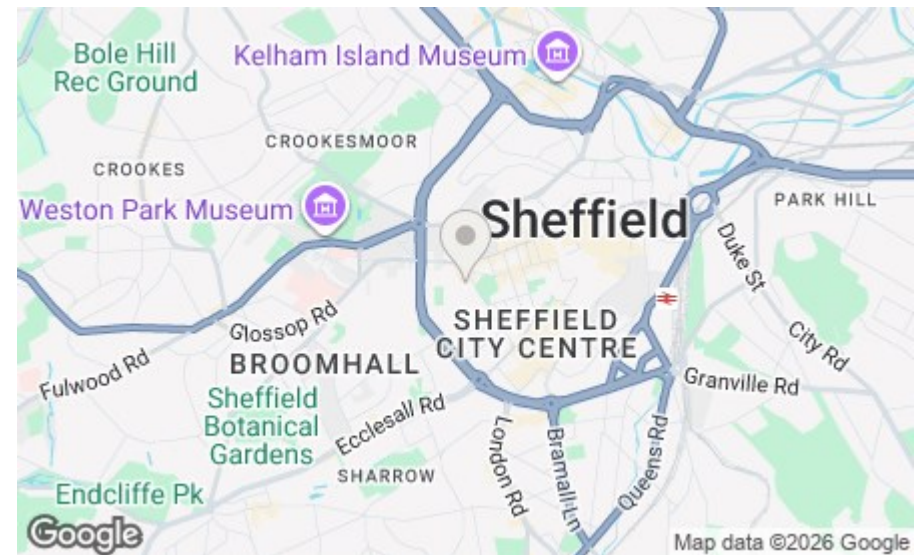 Bole Hill
Rec Ground
Kelham Island Museum
CROOKESMOOR
CROOKES
Weston Park Museum
PARK HILL
Sheffield
Duke St
City Rd
Glossop Rd
SHEFFIELD
CITY CENTRE
Fulwood Rd
BROOMHALL
Granville Rd
Sheffield
Botanical
Gardens
Ecclesall Rd
London Rd
Bramall Ln
Queens Rd
SHARROW
Endcliffe Pk
Google
Map data ©2026 Google